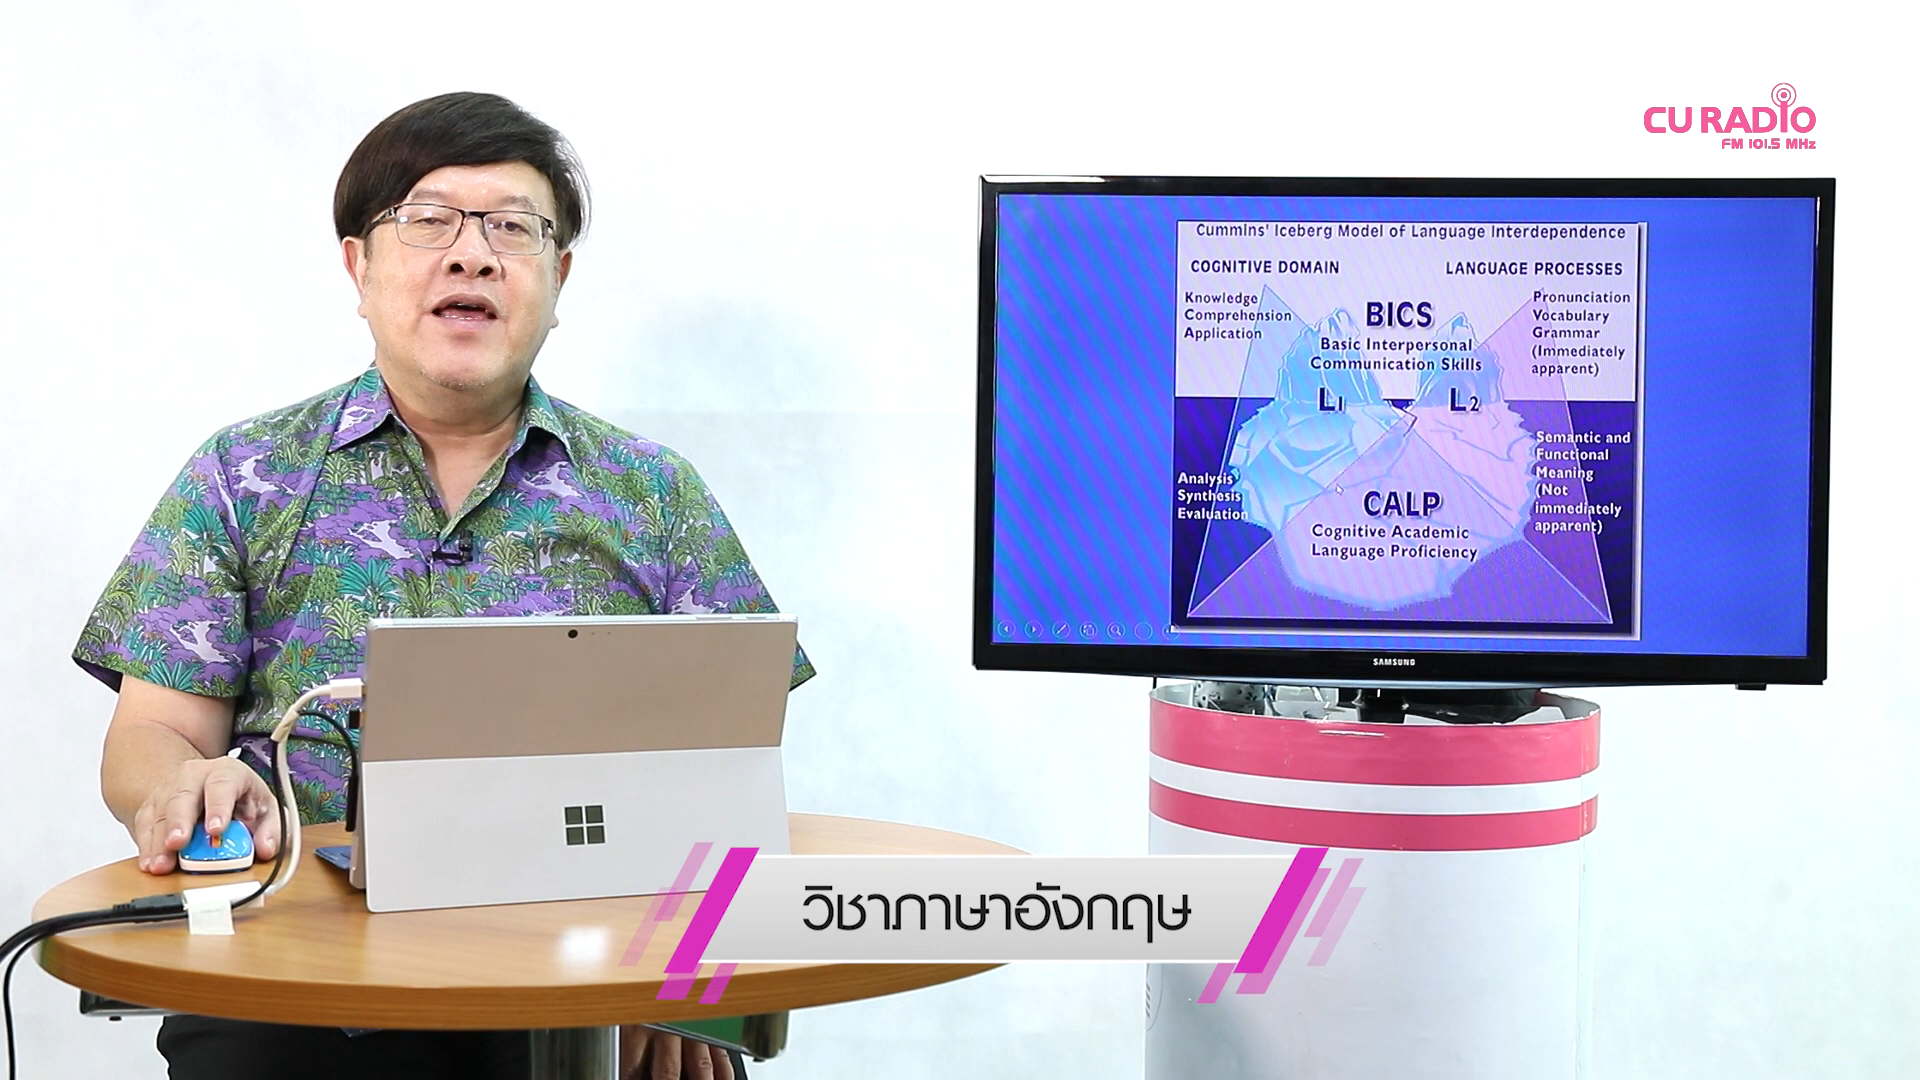 CU RADIO
FM 101.5 MHz
Cummins' Iceberg Model of Language Interdependence
COGNITIVE DOMAIN
LANGUAGE PROCESSES
Knowledge
Comprehension
Application
BICS
Basic Interpersonal
Communication Skills
Pronunciation
Vocabulary
Grammar
(Immediately
apparent)
L1
L2
Analysis
Synthesis
Evaluation
CALP
Cognitive Academic
Language Proficiency
Semantic and
Functional
Meaning
(Not
immediately
apparent)
SAMSUNG
วิชาภาษาอังกฤษ